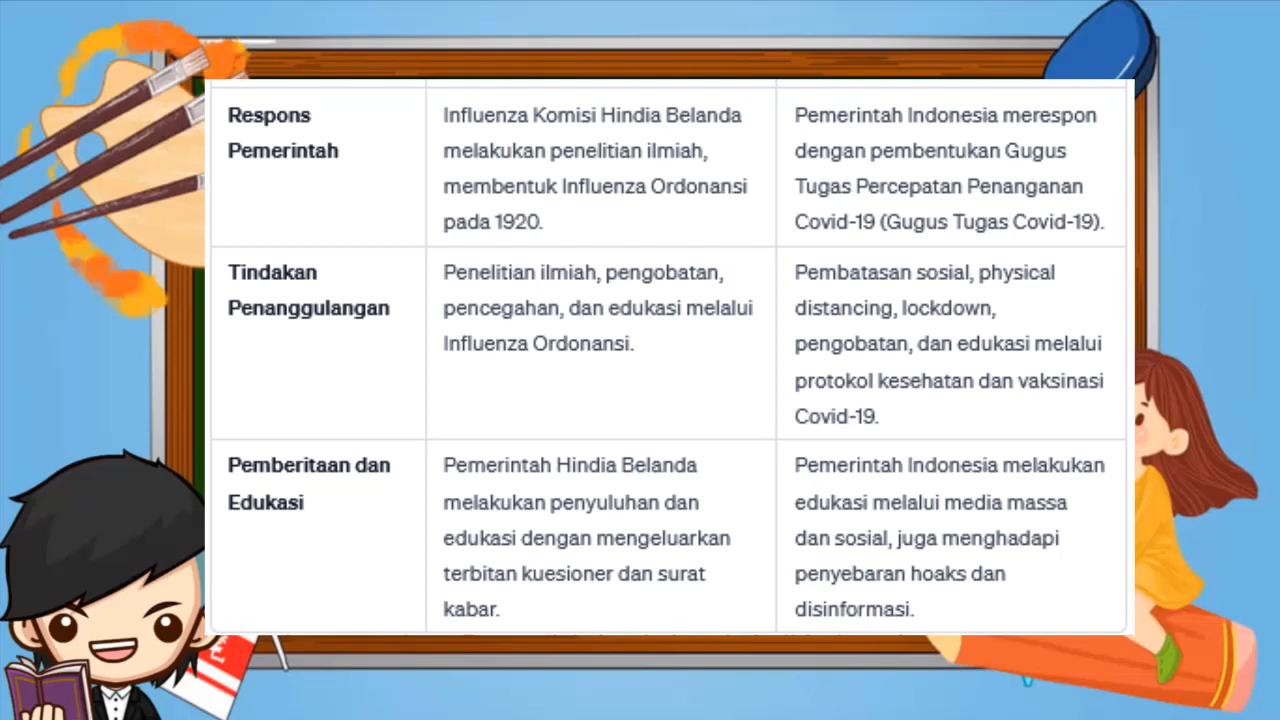 Respons
Pemerintah
Influenza Komisi Hindia Belanda
melakukan penelitian ilmiah,
membentuk Influenza Ordonansi
pada 1920.
Pemerintah Indonesia merespon
dengan pembentukan Gugus
Tugas Percepatan Penanganan
Covid-19 (Gugus Tugas Covid-19).
Tindakan
Penanggulangan
Penelitian ilmiah, pengobatan,
pencegahan, dan edukasi melalui
Influenza Ordonansi.
Pembatasan sosial, physical
distancing, lockdown,
pengobatan, dan edukasi melalui
protokol kesehatan dan vaksinasi
Covid-19.
Pemberitaan dan
Edukasi
Pemerintah Hindia Belanda
melakukan penyuluhan dan
edukasi dengan mengeluarkan
terbitan kuesioner dan surat
kabar.
Pemerintah Indonesia melakukan
edukasi melalui media massa
dan sosial, juga menghadapi
penyebaran hoaks dan
disinformasi.